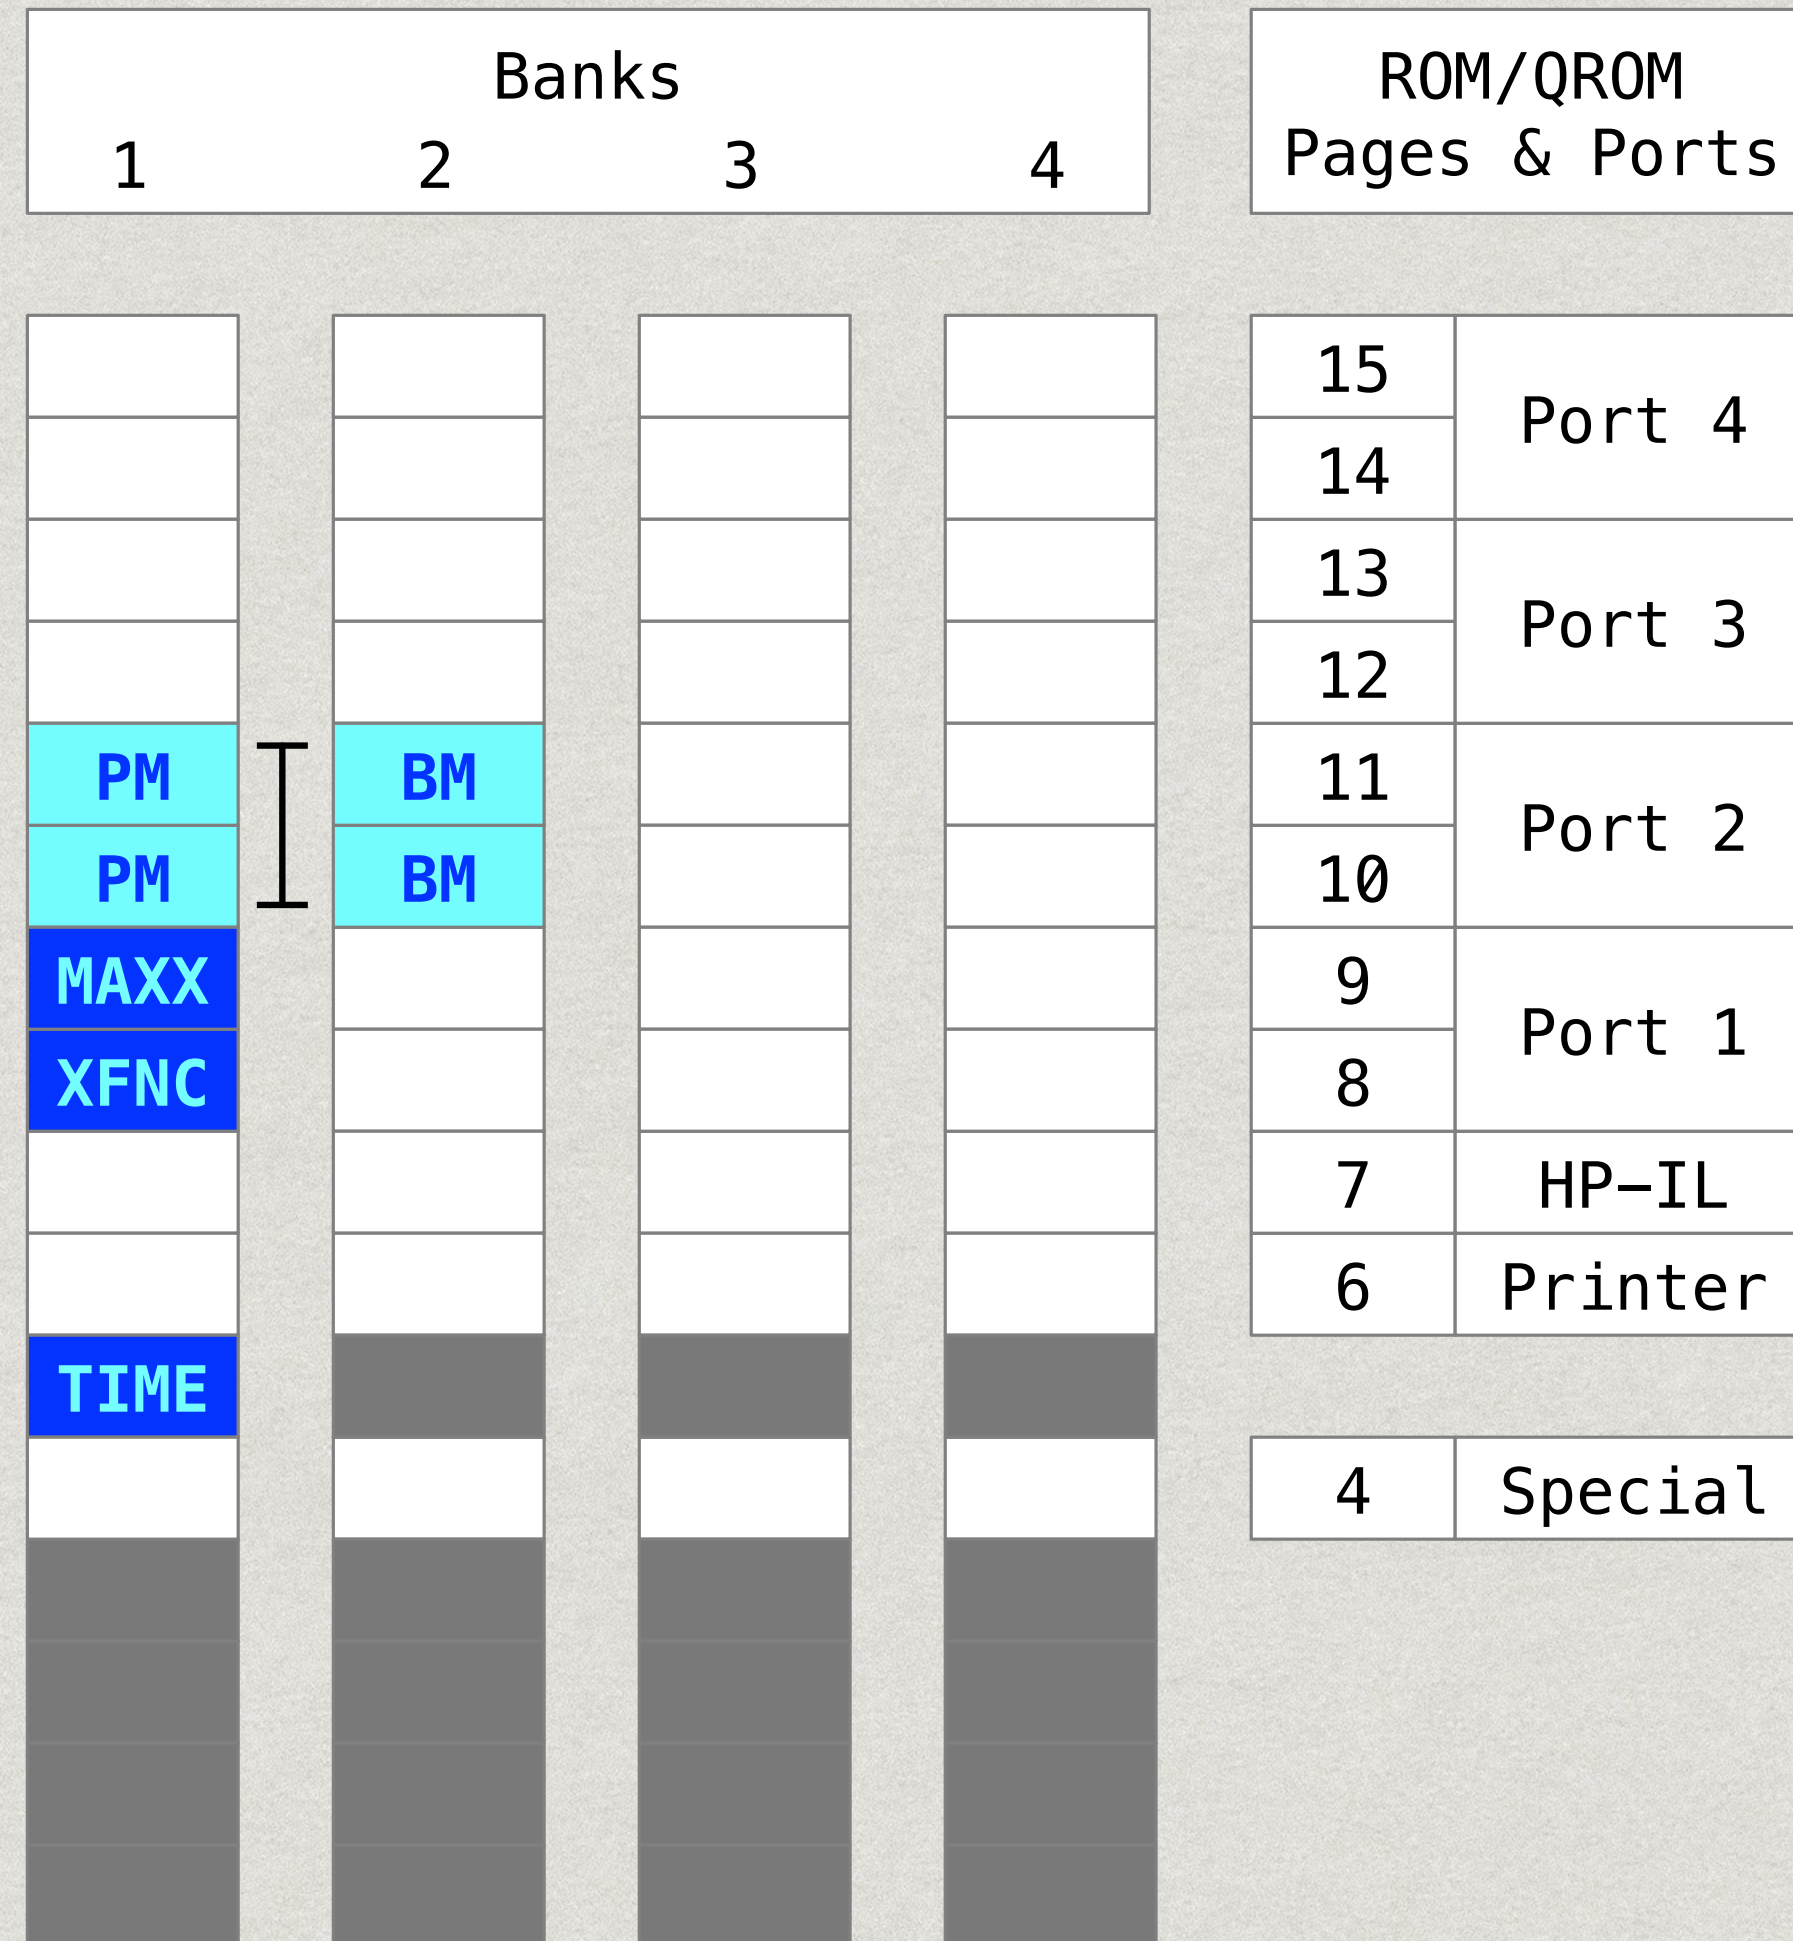 Banks
1 2 3 4
ROM/QROM
Pages & Ports
15
Port 4
14
13
Port 3
12
PM BM 11
Port 2
PM BM 10
MAXX 9
Port 1
XFNC 8
7 HP–IL
6 Printer
TIME
4 Special